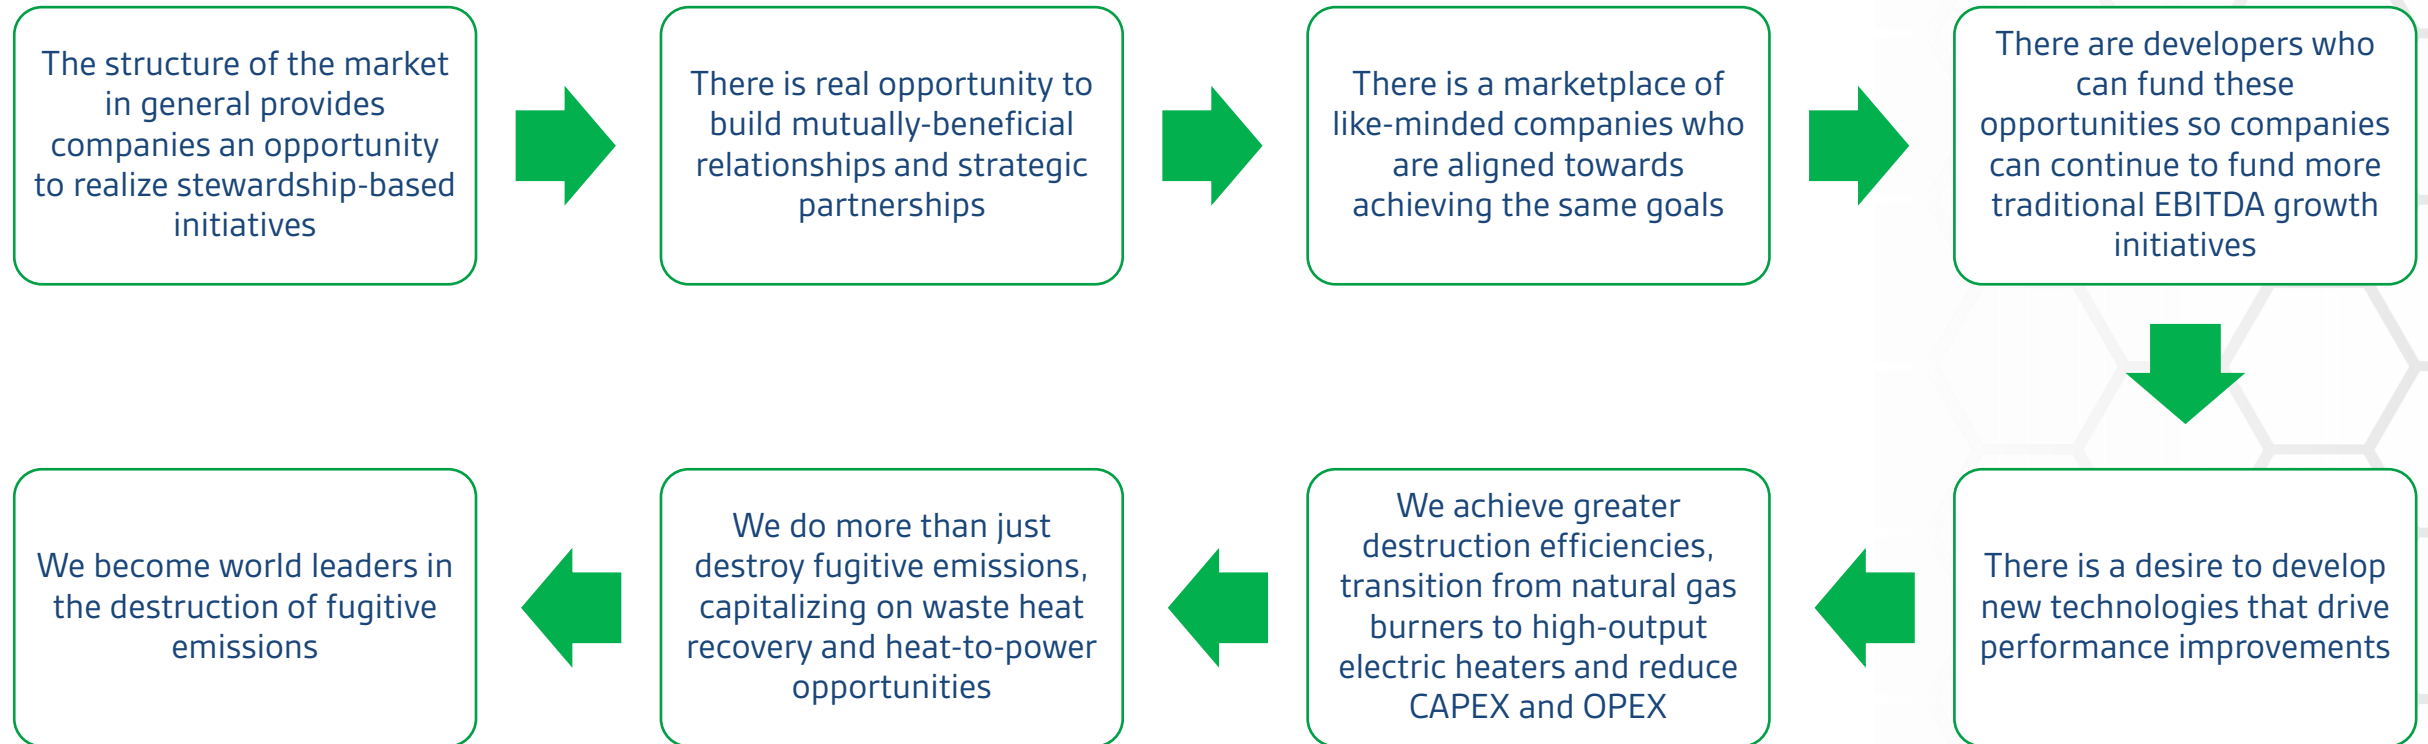 The structure of the market
in general provides
companies an opportunity
to realize stewardship-based
initiatives
There is real opportunity to
build mutually-beneficial
relationships and strategic
partnerships
There is a marketplace of
like-minded companies who
are aligned towards
achieving the same goals
There are developers who
can fund these
opportunities so companies
can continue to fund more
traditional EBITDA growth
initiatives
There is a desire to develop
new technologies that drive
performance improvements
We achieve greater
destruction efficiencies,
transition from natural gas
burners to high-output
electric heaters and reduce
CAPEX and OPEX
We do more than just
destroy fugitive emissions,
capitalizing on waste heat
recovery and heat-to-power
opportunities
We become world leaders in
the destruction of fugitive
emissions